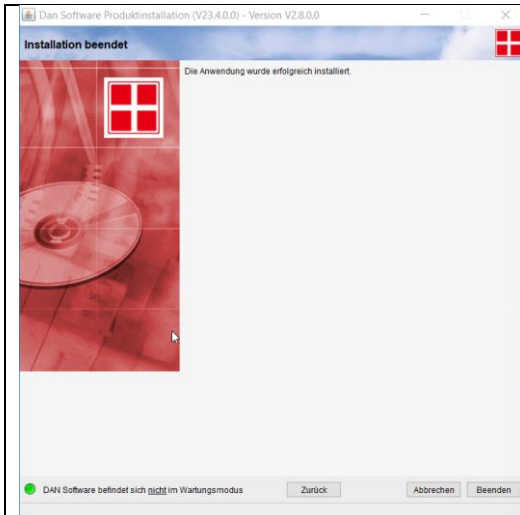 Dan Software Produktinstallation (V23.4.0.0) - Version V2.8.0.0
Installation beendet
Die Anwendung wurde erfolgreich installiert.
DAN Software befindet sich nicht im Wartungsmodus
Zurück
Abbrechen
Beenden